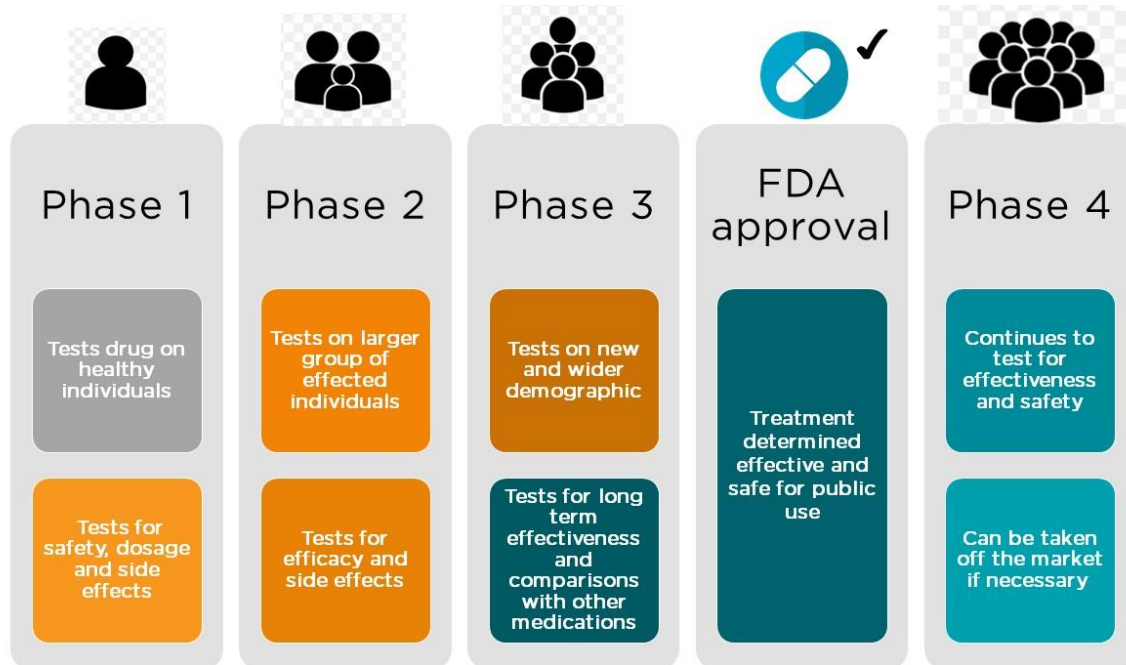 Phase 1
Tests drug on
healthy
individuals
Tests for
safety, dosage
and side
effects
Phase 2
Tests on larger
group of
effected
individuals
Tests for
efficacy and
side effects
Phase 3
Tests on new
and wider
demographic
Tests for long
term
effectiveness
and
comparisons
with other
medications
FDA
approval
Treatment
determined
effective and
safe for public
use
Phase 4
Continues to
test for
effectiveness
and safety
Can be taken
off the market
if necessary